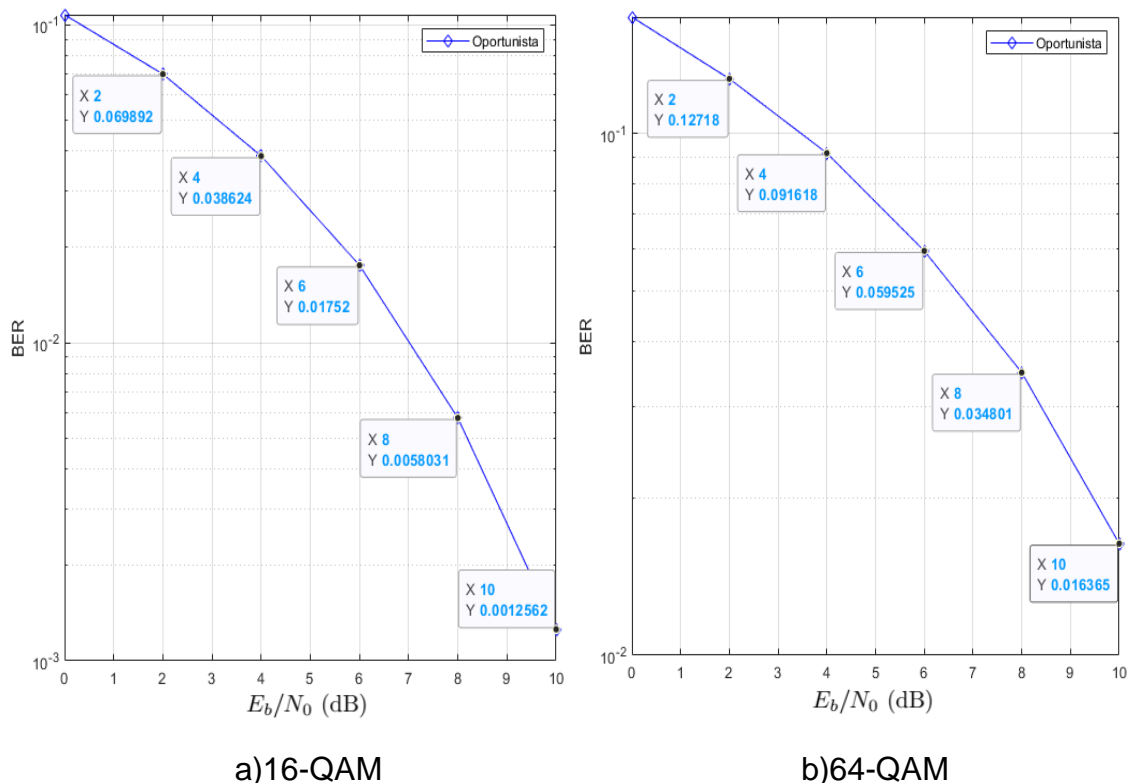 Oportunista
X 2
Y 0.069892
X 4
Y 0.038624
X 6
Y 0.01752
X 8
Y 0.0058031
X 10
Y 0.0012562
10^-1
10^-2
10^-3
BER
0 1 2 3 4 5 6 7 8 9 10
E_b/N_0 (dB)
a)16-QAM
Oportunista
X 2
Y 0.12718
X 4
Y 0.091618
X 6
Y 0.059525
X 8
Y 0.034801
X 10
Y 0.016365
10^-1
10^-2
BER
0 1 2 3 4 5 6 7 8 9 10
E_b/N_0 (dB)
b)64-QAM